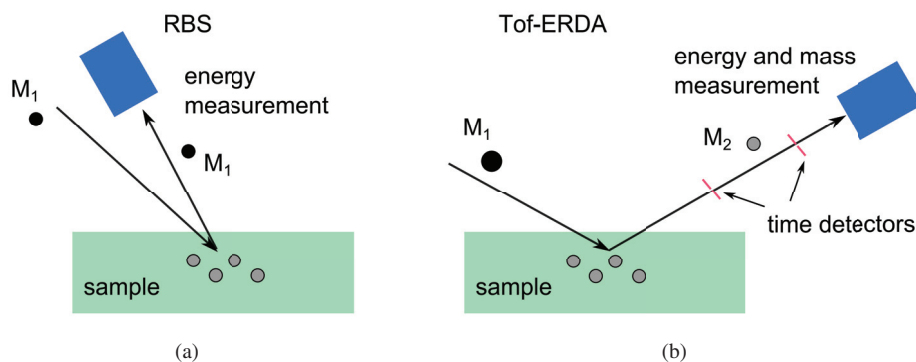 RBS
energy
measurement
M₁
M₁
sample
(a)
Tof-ERDA
energy and mass
measurement
M₁
M₂
time detectors
sample
(b)